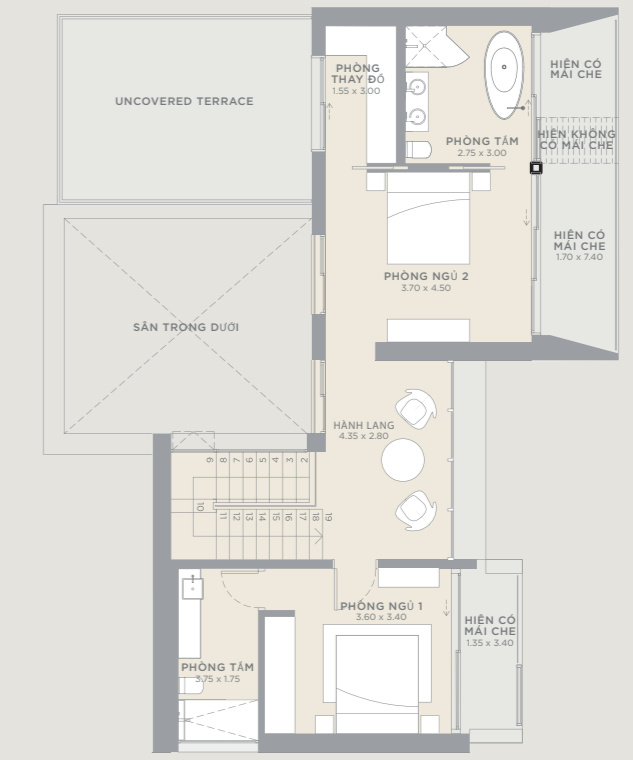 PHÒNG
THAY ĐỒ
1.55 x 3.00
HIÊN CÓ
MÁI CHE
UNCOVERED TERRACE
PHÒNG TẮM
2.75 x 3.00
HIÊN KHÔNG
CÓ MÁI CHE
HIÊN CÓ
MÁI CHE
1.70 x 7.40
PHÒNG NGỦ 2
3.70 x 4.50
SÂN TRONG DƯỚI
HÀNH LANG
4.35 x 2.80
9 8 7 6 5 4 3 2
10
11 12 13 14 15 16 17 18 19
PHÒNG NGỦ 1
3.60 x 3.40
HIÊN CÓ
MÁI CHE
1.35 x 3.40
PHÒNG TẮM
3.75 x 1.75